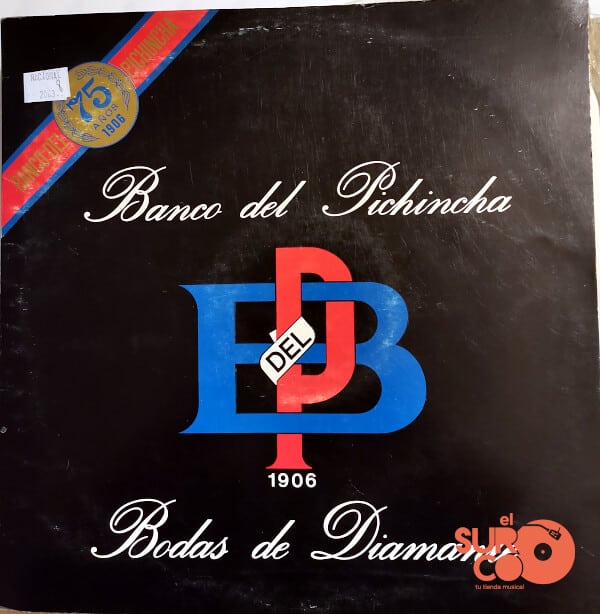 BANCO DEL PICHINCHA
NACIONAL
75
AÑOS
1906
Banco del Pichincha
B DEL P
1906
Bodas de Diamante
el
SURCO
tu tienda musical